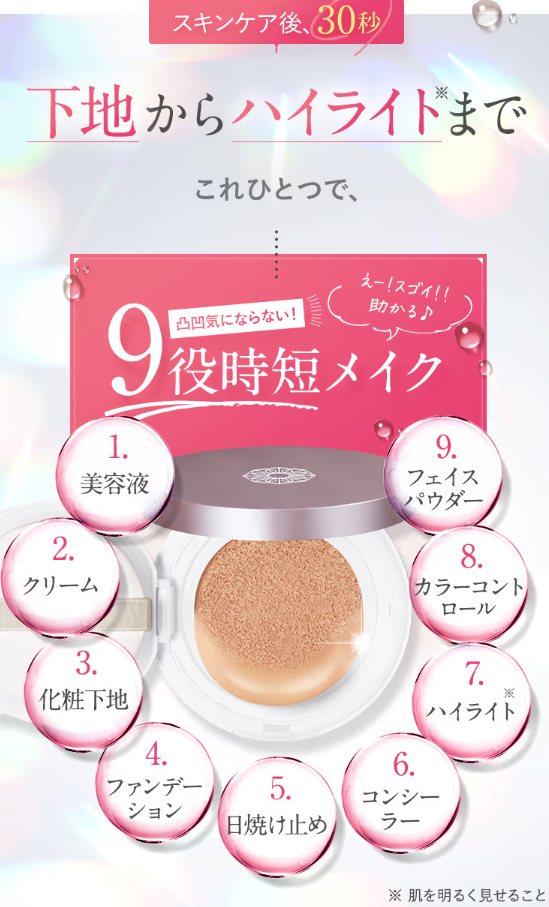 スキンケア後、30秒
下地からハイライト※まで
これひとつで、
えー!スゴイ!!
助かる♪
凸凹気にならない!
9役時短メイク
1.
美容液
2.
クリーム
3.
化粧下地
4.
ファンデー
ション
5.
日焼け止め
6.
コンシー
ラー
7.
ハイライト※
8.
カラーコント
ロール
9.
フェイス
パウダー
※ 肌を明るく見せること